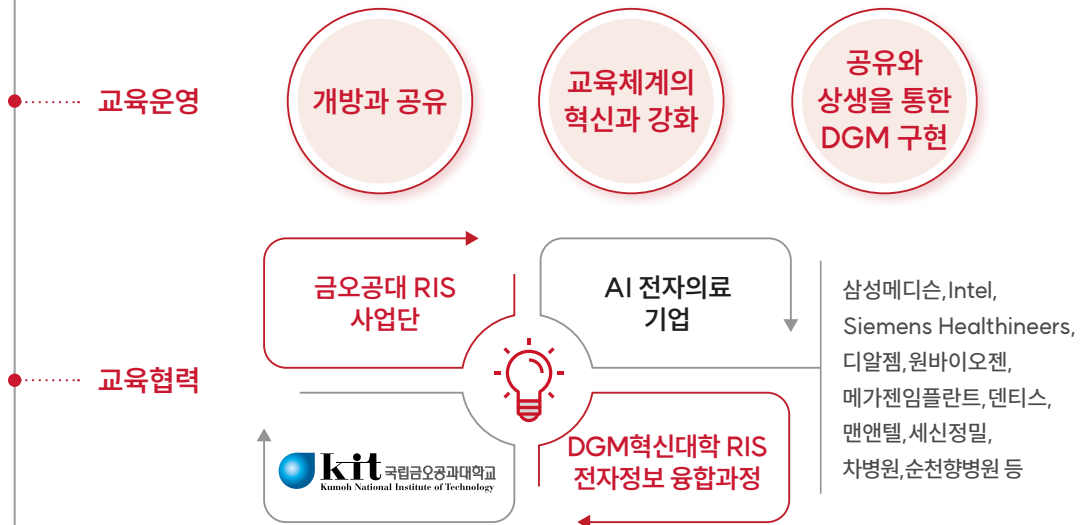 교육운영
개방과 공유
교육체계의
혁신과 강화
공유와
상생을 통한
DGM 구현
교육협력
금오공대 RIS
사업단
AI 전자의료
기업
kit 국립금오공과대학교
Kumoh National Institute of Technology
DGM혁신대학 RIS
전자정보 융합과정
삼성메디슨,Intel,
Siemens Healthineers,
디알젬,원바이오젠,
메가젠임플란트,덴티스,
맨앤텔,세신정밀,
차병원,순천향병원 등